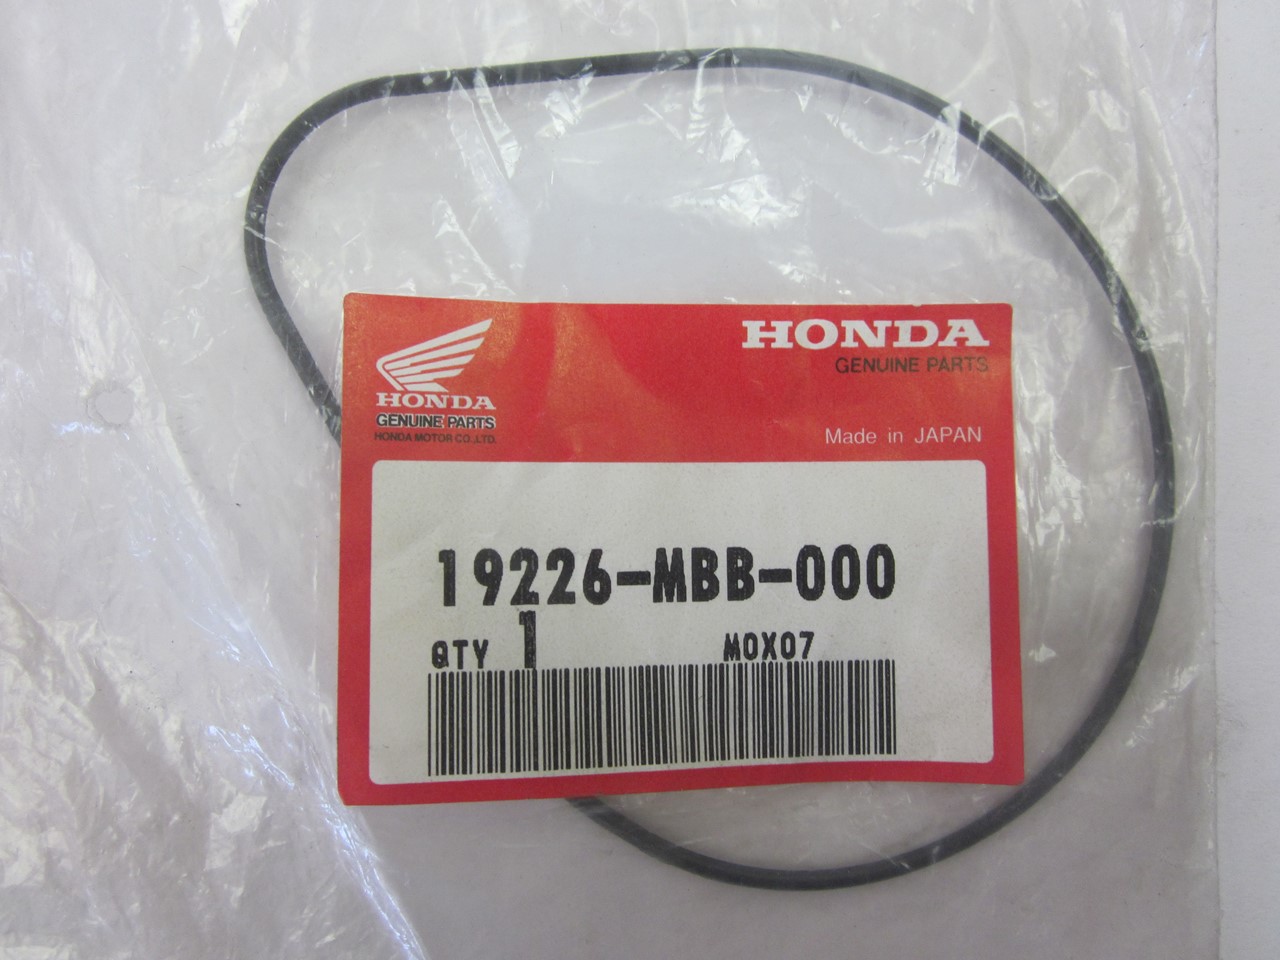 HONDA
GENUINE PARTS
HONDA MOTOR CO.,LTD.
HONDA
GENUINE PARTS
Made in JAPAN
19226-MBB-000
QTY 1 MOX07